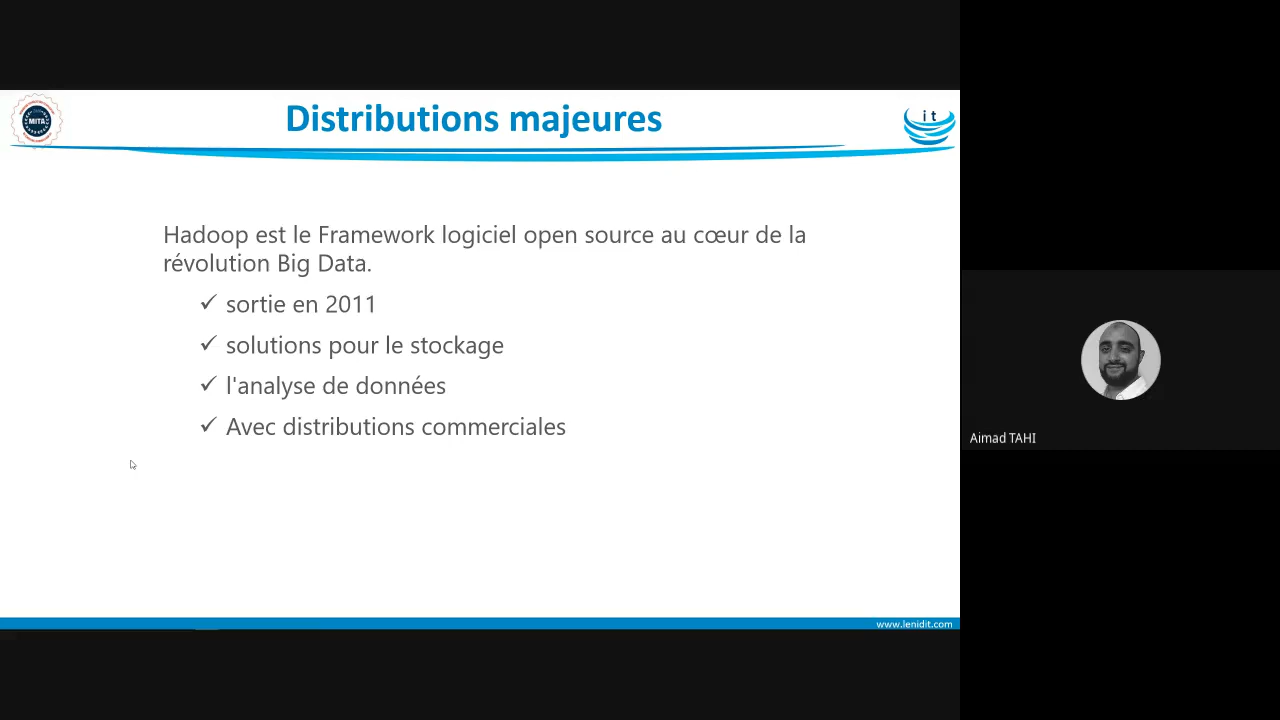 Distributions majeures
MITA
i t
Hadoop est le Framework logiciel open source au cœur de la
révolution Big Data.
✓ sortie en 2011
✓ solutions pour le stockage
✓ l'analyse de données
✓ Avec distributions commerciales
Aimad TAHI
www.lenidit.com